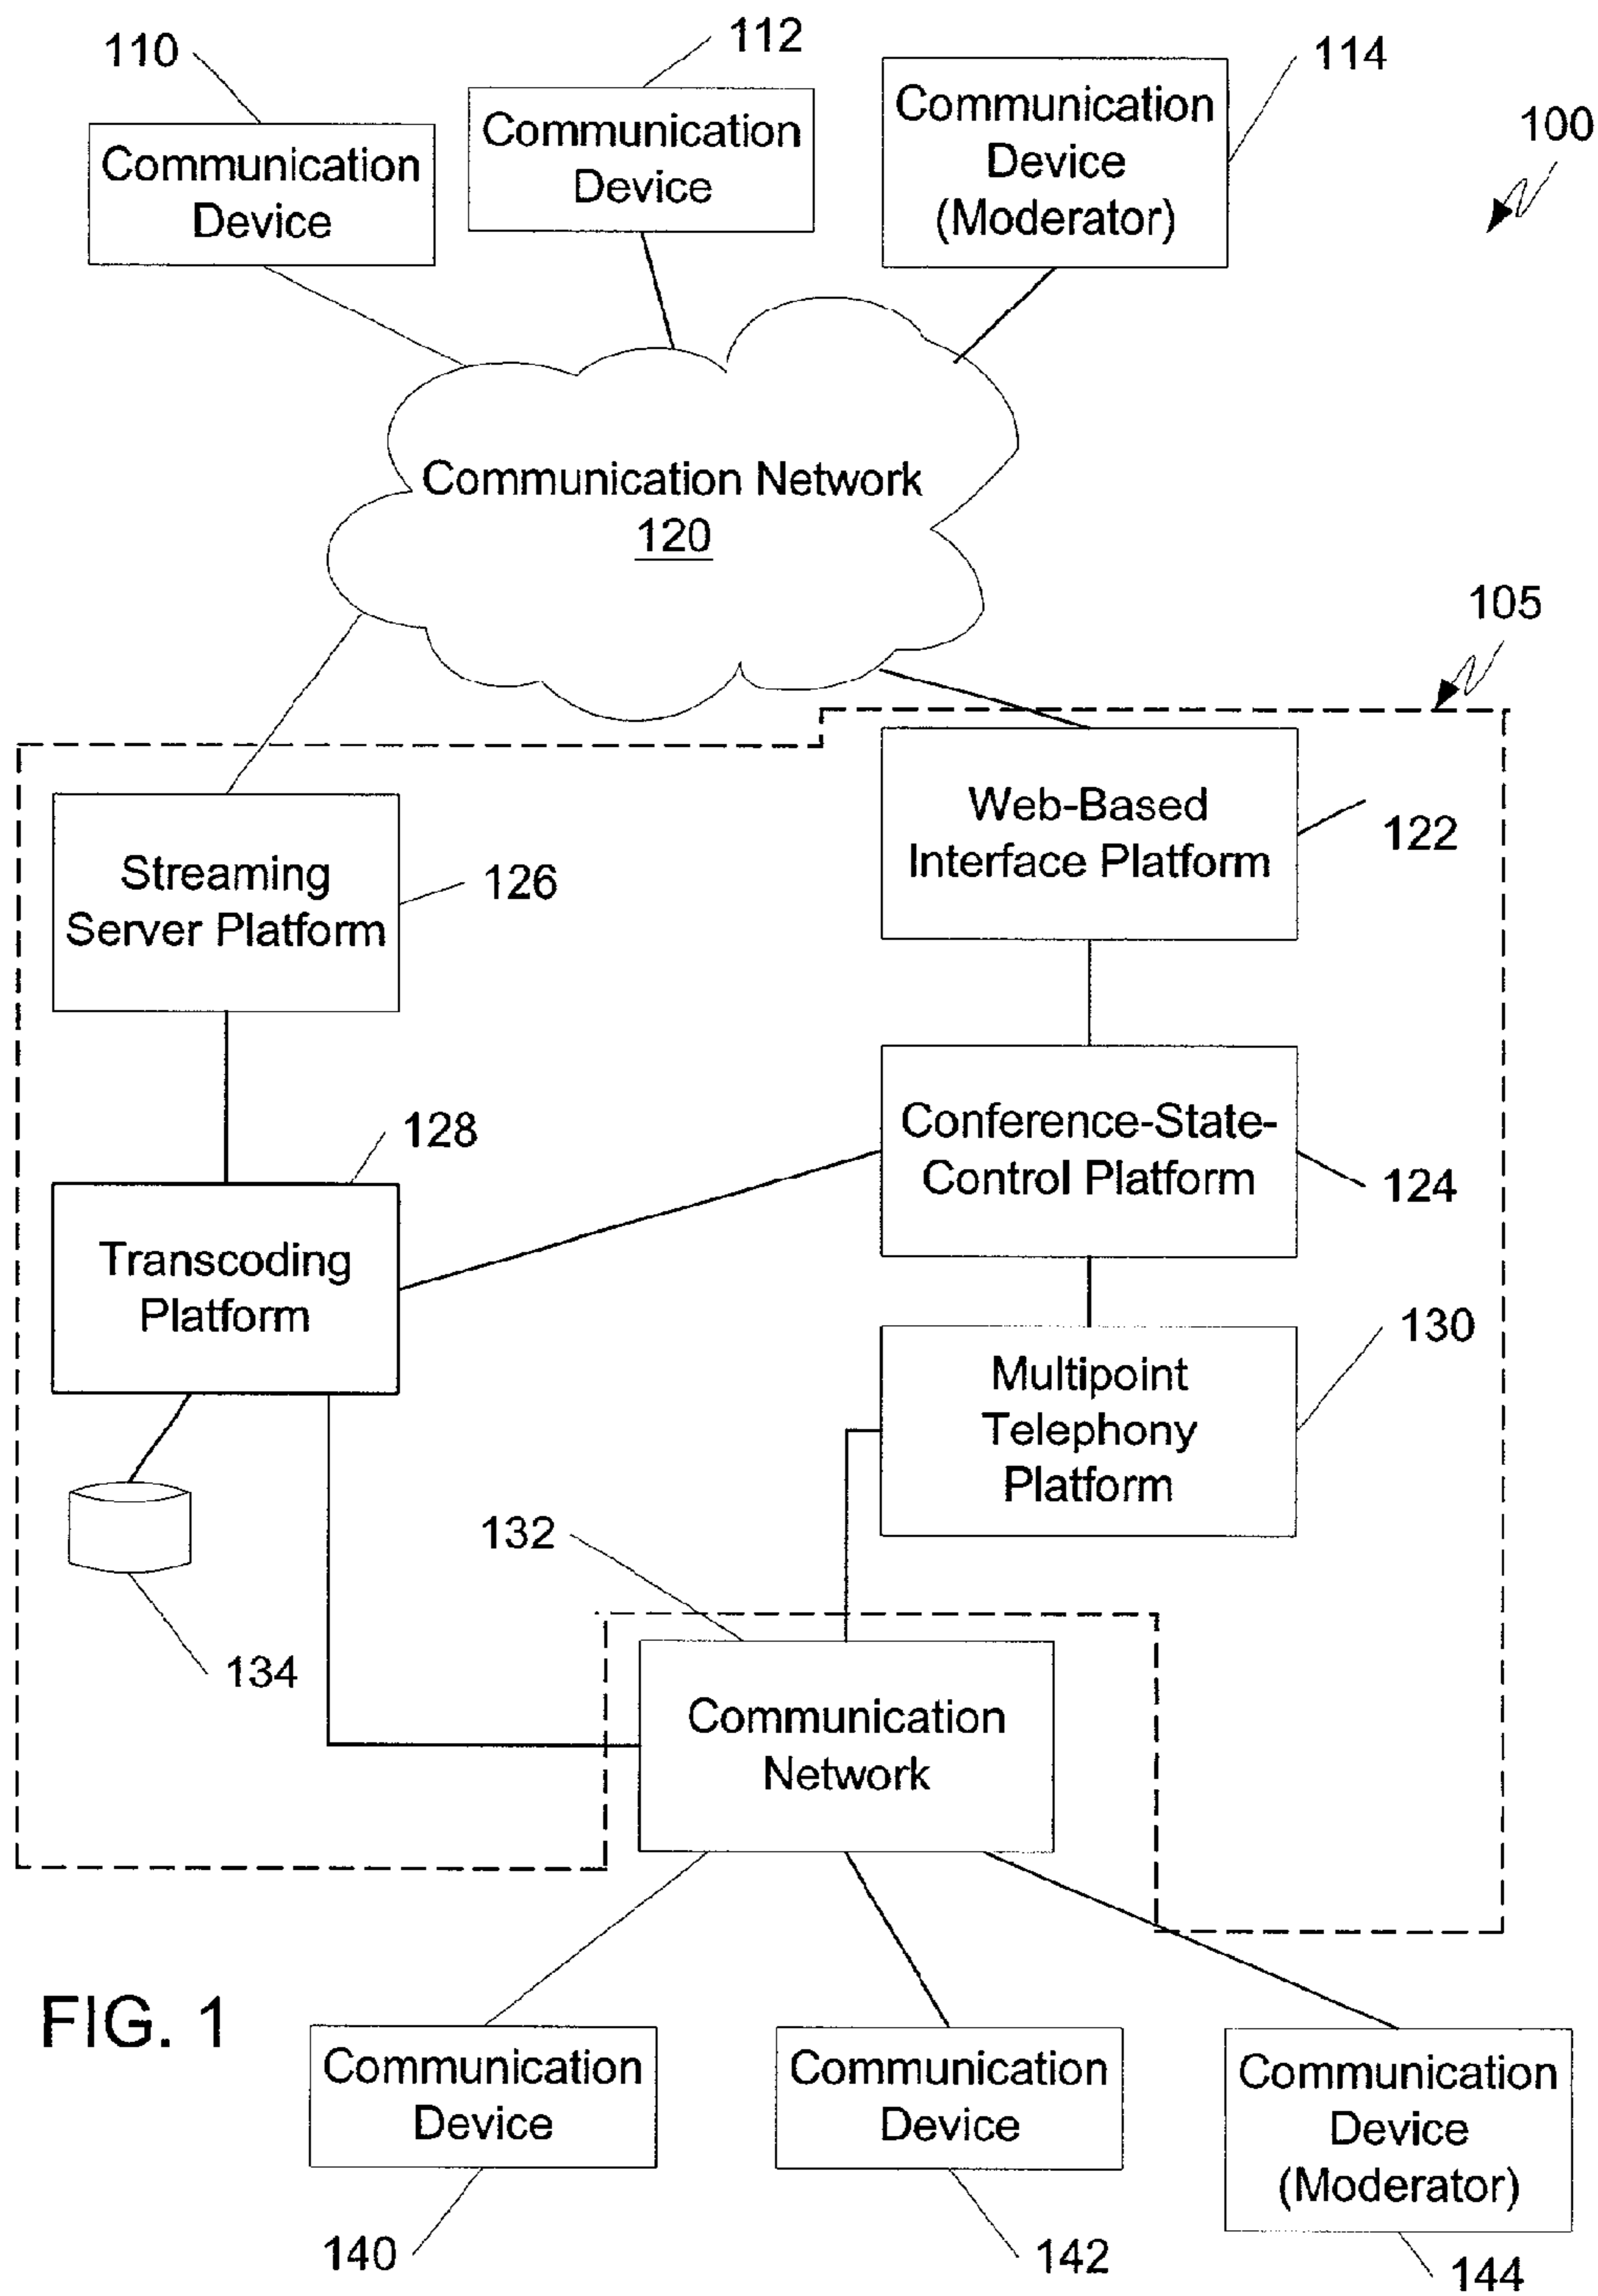 110
112
114
100
Communication
Device
Communication
Device
Communication
Device
(Moderator)
Communication Network
120
105
Streaming
Server Platform
126
Web-Based
Interface Platform
122
128
Transcoding
Platform
Conference-State-
Control Platform
124
Multipoint
Telephony
Platform
130
132
134
Communication
Network
FIG. 1
Communication
Device
Communication
Device
Communication
Device
(Moderator)
140
142
144